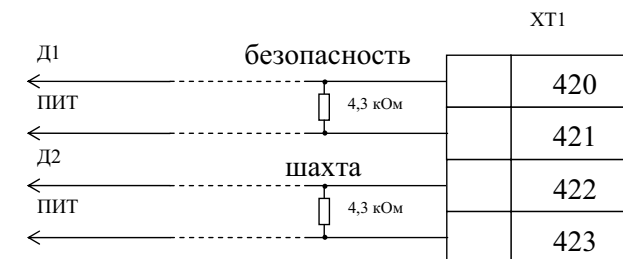 XT1
Д1
безопасность
420
ПИТ
4,3 кОм
421
Д2
шахта
422
ПИТ
4,3 кОм
423